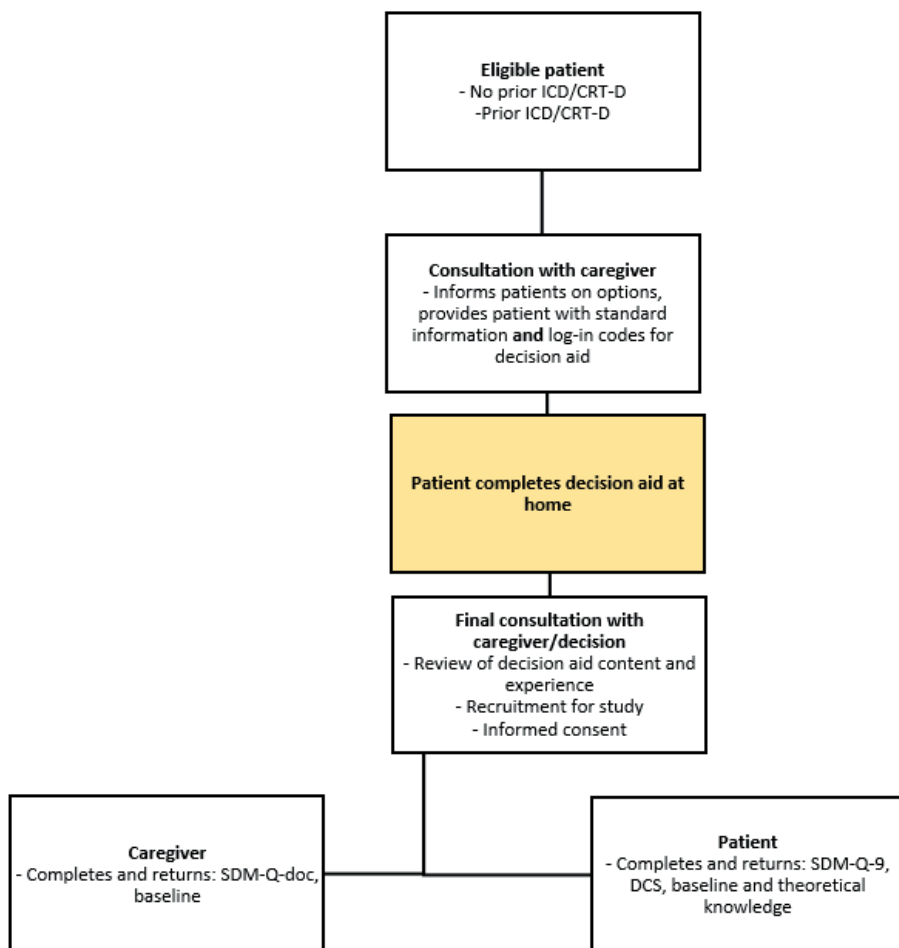 Eligible patient
- No prior ICD/CRT-D
-Prior ICD/CRT-D
Consultation with caregiver
- Informs patients on options,
provides patient with standard
information and log-in codes for
decision aid
Patient completes decision aid at
home
Final consultation with
caregiver/decision
- Review of decision aid content and
experience
- Recruitment for study
- Informed consent
Caregiver
- Completes and returns: SDM-Q-doc,
baseline
Patient
- Completes and returns: SDM-Q-9,
DCS, baseline and theoretical
knowledge